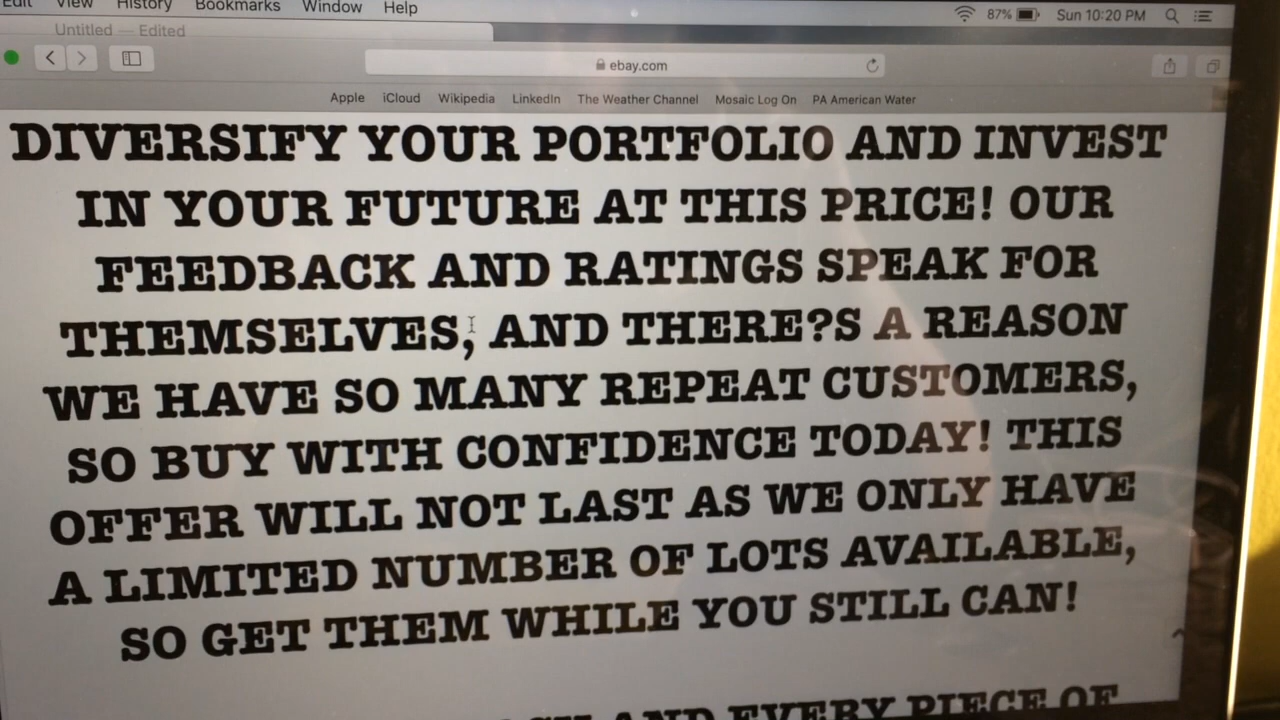 Edit View History Bookmarks Window Help
87% Sun 10:20 PM
Untitled — Edited
ebay.com
Apple iCloud Wikipedia LinkedIn The Weather Channel Mosaic Log On PA American Water
DIVERSIFY YOUR PORTFOLIO AND INVEST
IN YOUR FUTURE AT THIS PRICE! OUR
FEEDBACK AND RATINGS SPEAK FOR
THEMSELVES, AND THERE?S A REASON
WE HAVE SO MANY REPEAT CUSTOMERS,
SO BUY WITH CONFIDENCE TODAY! THIS
OFFER WILL NOT LAST AS WE ONLY HAVE
A LIMITED NUMBER OF LOTS AVAILABLE,
SO GET THEM WHILE YOU STILL CAN!
AND EVERY PIECE OF